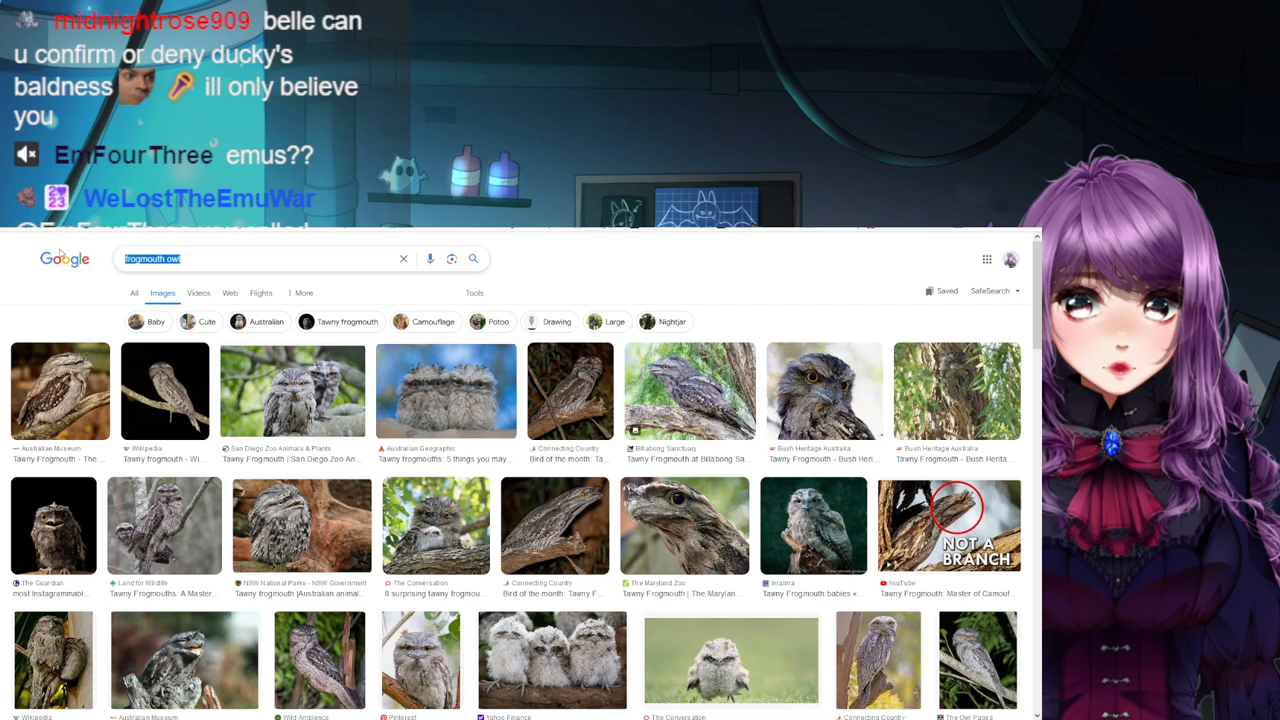 midnightrose909 belle can
u confirm or deny ducky's
baldness ill only believe
you
EmFourThree emus??
23 WeLostTheEmuWar
Google
frogmouth owl
All Images Videos Web Flights More Tools
Saved SafeSearch
Baby Cute Australian Tawny frogmouth Camouflage Potoo Drawing Large Nightjar
Australian Museum Wikipedia San Diego Zoo Animals & Plants Australian Geographic Connecting Country Billabong Sanctuary Bush Heritage Australia Bush Heritage Australia
Tawny Frogmouth - The ... Tawny frogmouth - Wi... Tawny Frogmouth | San Diego Zoo An... Tawny frogmouths: 5 things you may... Bird of the month: Ta... Tawny Frogmouth at Billabong Sa... Tawny Frogmouth - Bush Heri... Tawny Frogmouth - Bush Herita...
NOT A
BRANCH
The Guardian Land for Wildlife NSW National Parks - NSW Government The Conversation Connecting Country The Maryland Zoo Irralima YouTube
most Instagrammabl... Tawny Frogmouths: A Master... Tawny frogmouth |Australian animal... 8 surprising tawny frogmou... Bird of the month: Tawny F... Tawny Frogmouth | The Marylan... Tawny Frogmouth babies «... Tawny Frogmouth: Master of Camouf...
Wikipedia Australian Museum Wild Ambience Pinterest Yahoo Finance The Conversation Connecting Country The Owl Pages